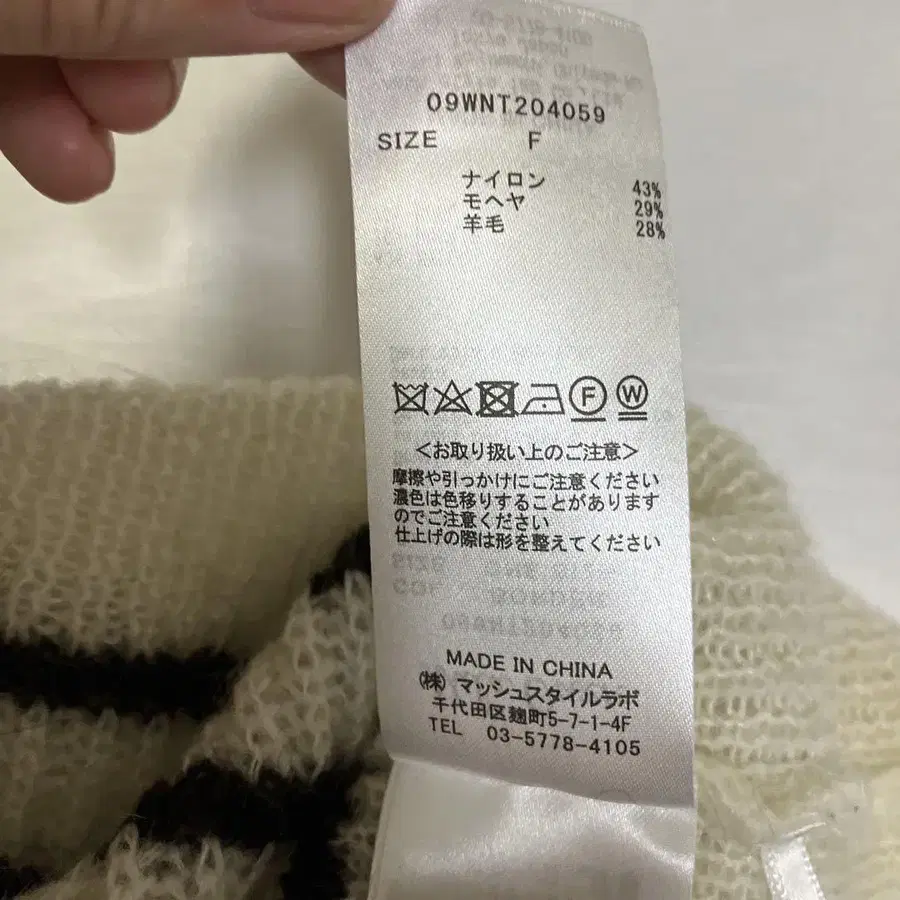 09WNT204059
SIZE F
ナイロン 43%
モヘヤ 29%
羊毛 28%
F W
<お取り扱い上のご注意>
摩擦や引っかけにご注意ください
濃色は色移りすることがあります
のでご注意ください
仕上げの際は形を整えてください
MADE IN CHINA
(株) マッシュスタイルラボ
千代田区麹町5-7-1-4F
TEL 03-5778-4105